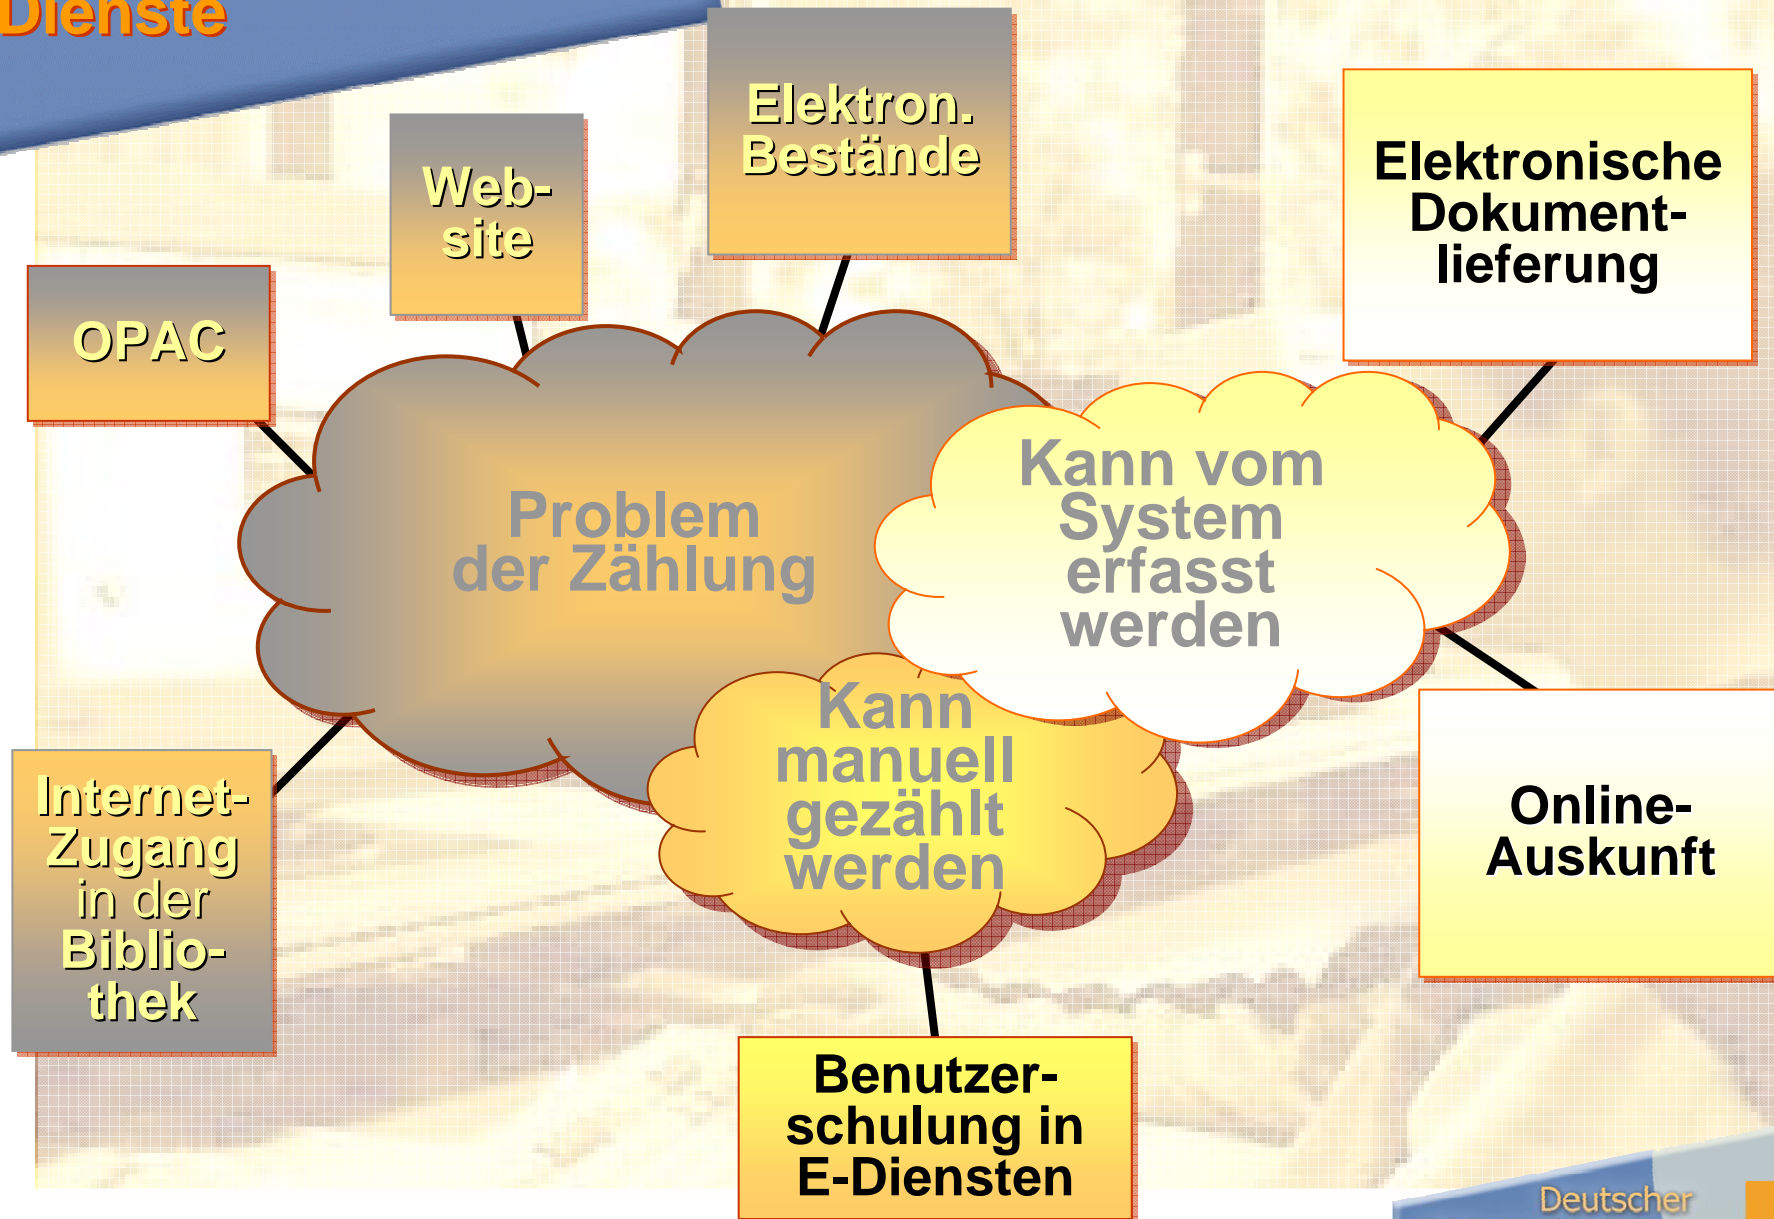 Dienste
Elektron.
Bestände
Web-
site
OPAC
Elektronische
Dokument-
lieferung
Problem
der Zählung
Kann vom
System
erfasst
werden
Kann
manuell
gezählt
werden
Internet-
Zugang
in der
Biblio-
thek
Online-
Auskunft
Benutzer-
schulung in
E-Diensten
Deutscher